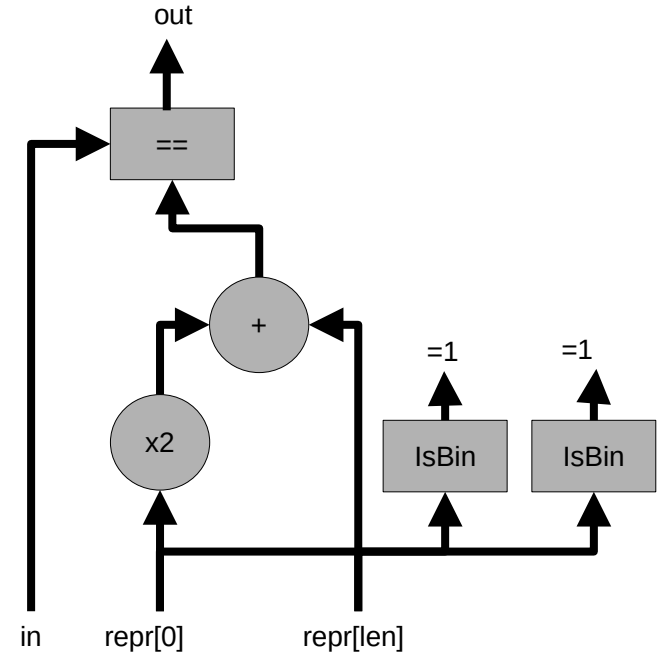 out
==
+
=1 =1
x2
IsBin IsBin
in repr[0] repr[len]